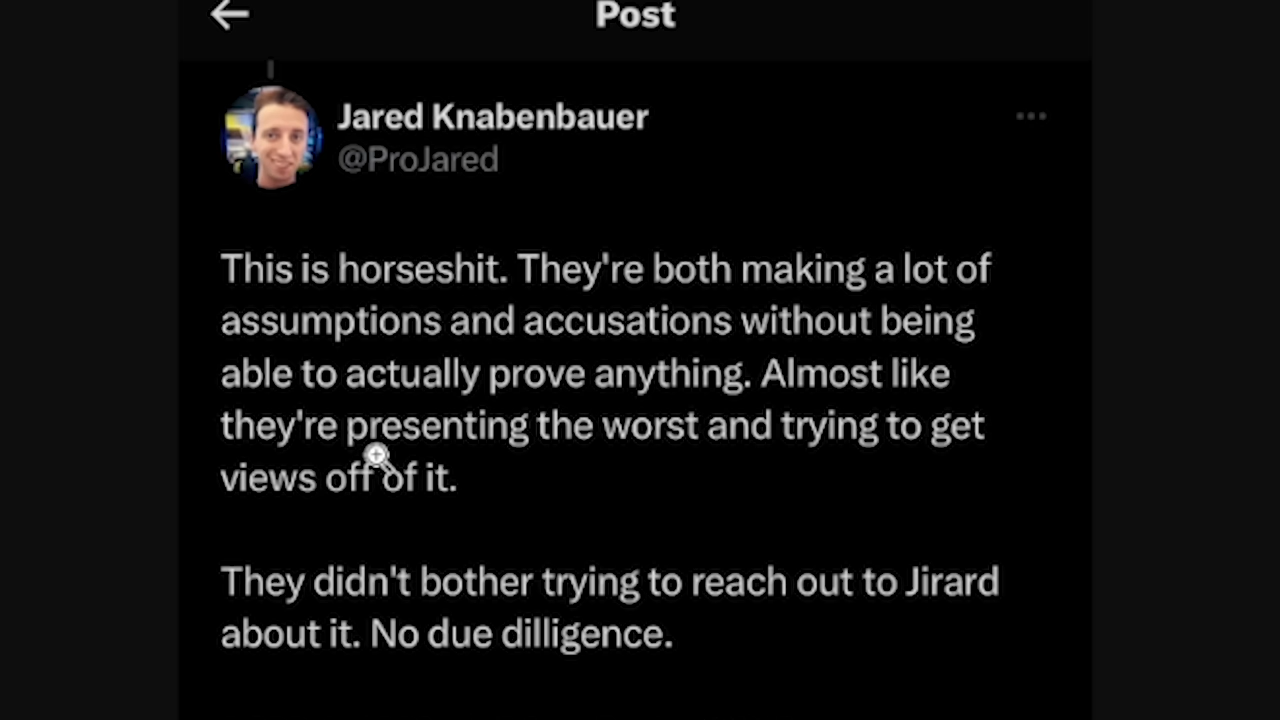 Post
Jared Knabenbauer
@ProJared
This is horseshit. They're both making a lot of
assumptions and accusations without being
able to actually prove anything. Almost like
they're presenting the worst and trying to get
views off of it.
They didn't bother trying to reach out to Jirard
about it. No due dilligence.